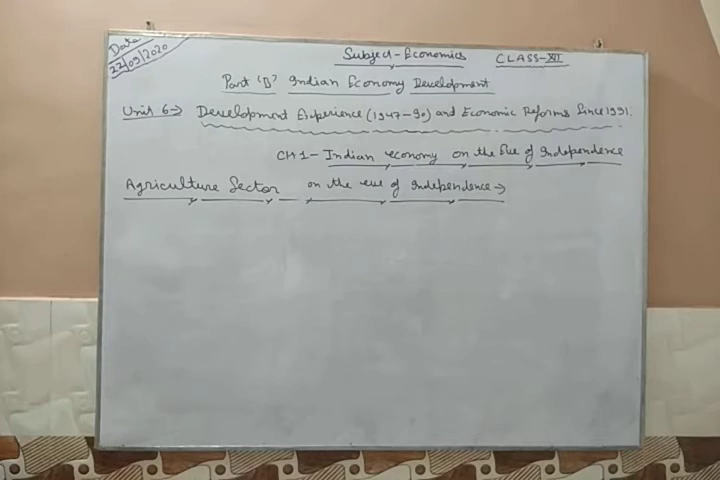 Date
22/09/2020
Subject-Economics CLASS-XII
Part 'B' Indian Economy Development
Unit 6→ Development Experience (1947-90) and Economic Reforms Since 1991.
CH 1- Indian economy on the Eve of Independence
Agriculture Sector on the eve of Independence→